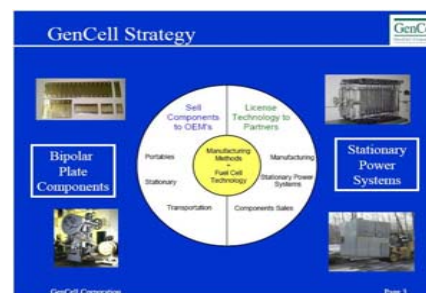 GenCell Strategy
GenC
Sell
Components
to OEM's
License
Technology to
Partners
Bipolar
Plate
Components
Portables
Stationary
Transportation
Manufacturing
Methods
+
Fuel Cell
Technology
Manufacturing
Stationary Power
Systems
Components Sales
Stationary
Power
Systems
GenCell Corporation
Page 3